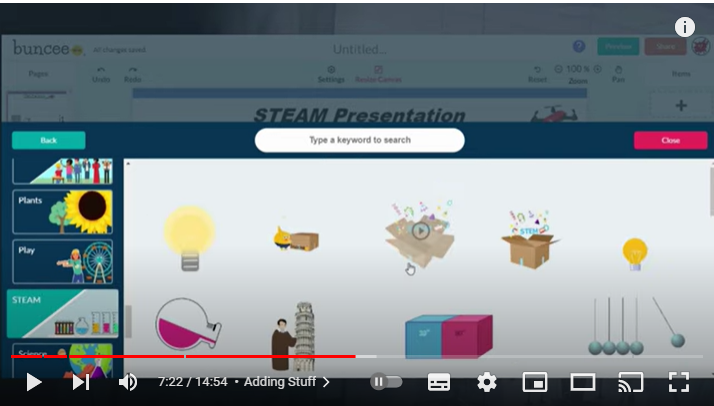 buncee All changes saved
Untitled...
?
Preview
Share
Pages
Undo
Redo
Settings
Resize Canvas
Reset
100 %
Zoom
Pan
Items
STEAM Presentation
Back
Type a keyword to search
Close
Plants
Play
STEAM
STEM
Science
7:22 / 14:54 • Adding Stuff